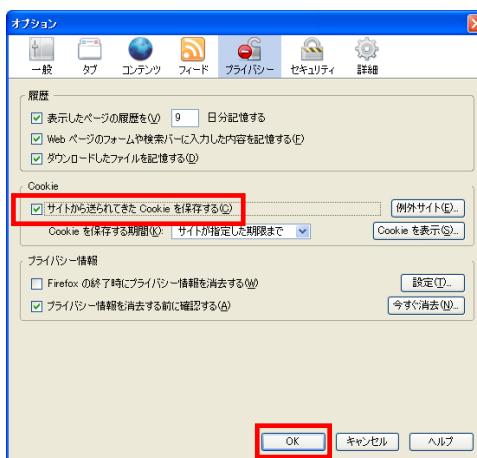 オプション
一般 タブ コンテンツ フィード プライバシー セキュリティ 詳細
履歴
表示したページの履歴を(V) 9 日分記憶する
Web ページのフォームや検索バーに入力した内容を記憶する(F)
ダウンロードしたファイルを記憶する(D)
Cookie
サイトから送られてきた Cookie を保存する(C) 例外サイト(E)...
Cookie を保存する期間(K): サイトが指定した期限まで Cookie を表示(S)...
プライバシー情報
Firefox の終了時にプライバシー情報を消去する(W) 設定(T)...
プライバシー情報を消去する前に確認する(A) 今すぐ消去(N)...
OK キャンセル ヘルプ